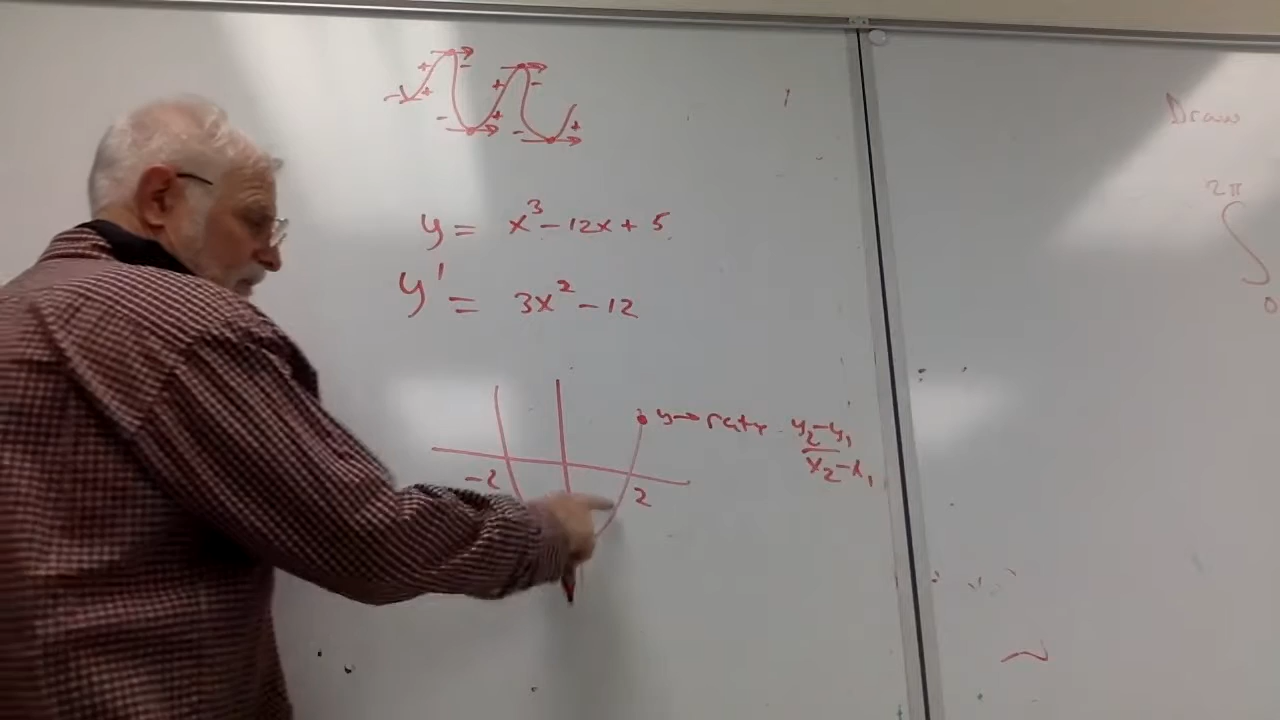 y = x³ - 12x + 5
y' = 3x² - 12
y → rate y₂-y₁
x₂-x₁
-2
2
Draw
2π
∫
0